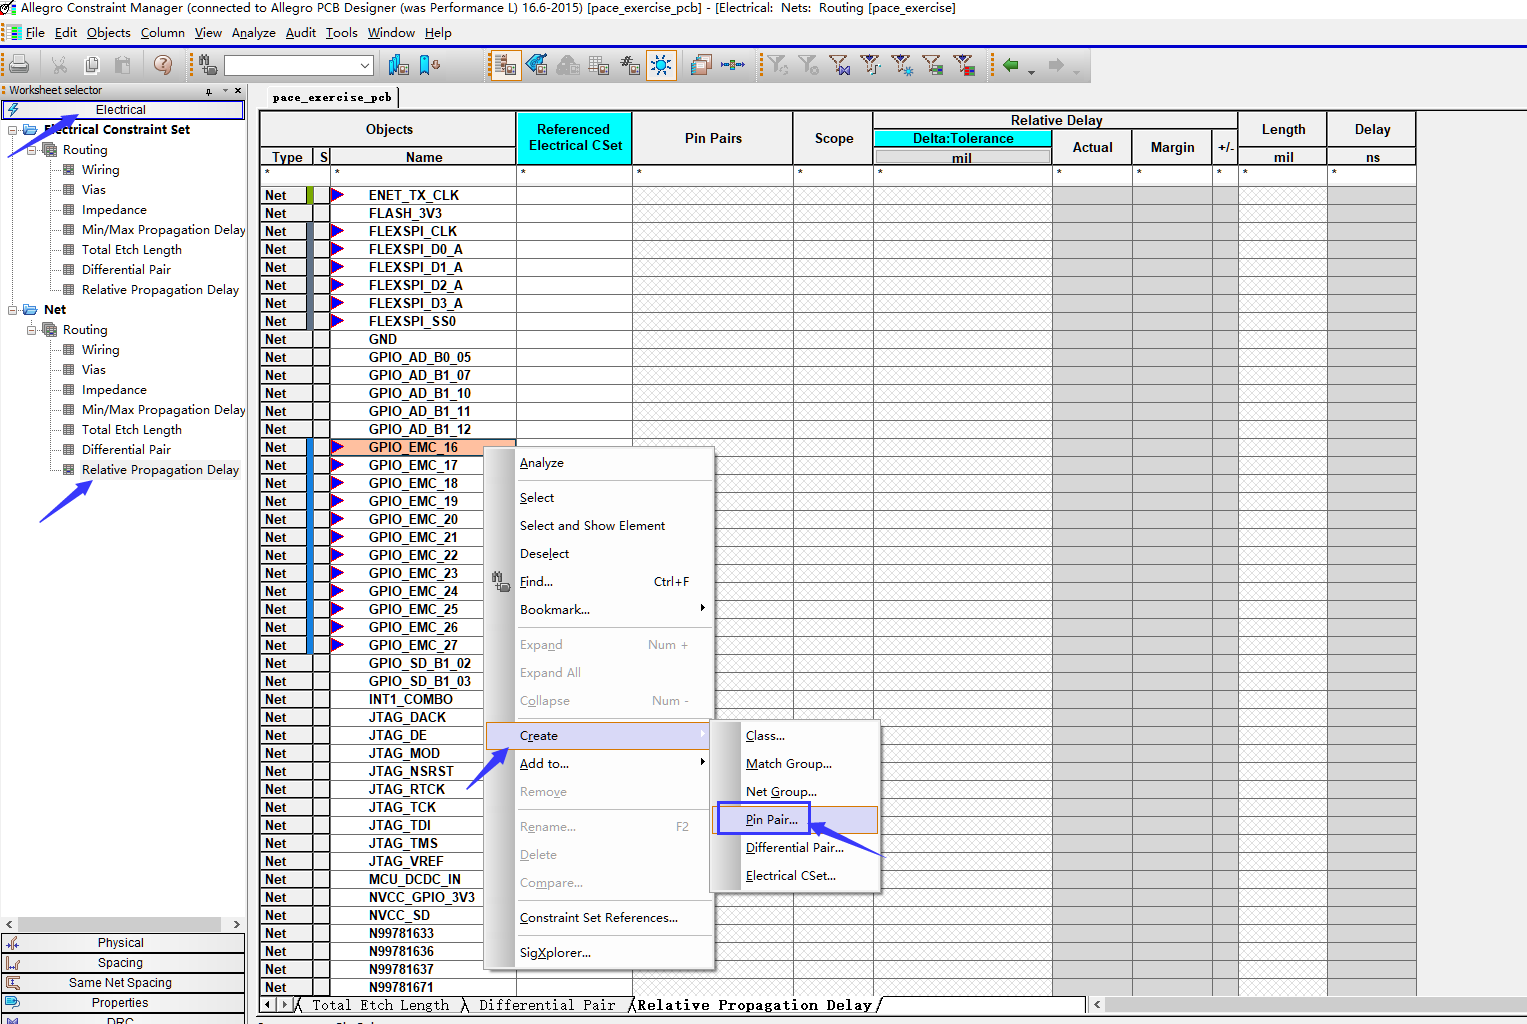 Allegro Constraint Manager (connected to Allegro PCB Designer (was Performance L) 16.6-2015) [pace_exercise_pcb] - [Electrical: Nets: Routing [pace_exercise]
File Edit Objects Column View Analyze Audit Tools Window Help
Worksheet selector
Electrical
Electrical Constraint Set
Routing
Wiring
Vias
Impedance
Min/Max Propagation Delay
Total Etch Length
Differential Pair
Relative Propagation Delay
Net
Routing
Wiring
Vias
Impedance
Min/Max Propagation Delay
Total Etch Length
Differential Pair
Relative Propagation Delay
Physical
Spacing
Same Net Spacing
Properties
DRC
pace_exercise_pcb
Objects Referenced Electrical CSet Pin Pairs Scope Relative Delay Length Delay
Delta:Tolerance Actual Margin +/-
Type S Name mil mil ns
* * * * * * * * * * *
Net ENET_TX_CLK
Net FLASH_3V3
Net FLEXSPI_CLK
Net FLEXSPI_D0_A
Net FLEXSPI_D1_A
Net FLEXSPI_D2_A
Net FLEXSPI_D3_A
Net FLEXSPI_SS0
Net GND
Net GPIO_AD_B0_05
Net GPIO_AD_B1_07
Net GPIO_AD_B1_10
Net GPIO_AD_B1_11
Net GPIO_AD_B1_12
Net GPIO_EMC_16
Net GPIO_EMC_17
Net GPIO_EMC_18
Net GPIO_EMC_19
Net GPIO_EMC_20
Net GPIO_EMC_21
Net GPIO_EMC_22
Net GPIO_EMC_23
Net GPIO_EMC_24
Net GPIO_EMC_25
Net GPIO_EMC_26
Net GPIO_EMC_27
Net GPIO_SD_B1_02
Net GPIO_SD_B1_03
Net INT1_COMBO
Net JTAG_DACK
Net JTAG_DE
Net JTAG_MOD
Net JTAG_NSRST
Net JTAG_RTCK
Net JTAG_TCK
Net JTAG_TDI
Net JTAG_TMS
Net JTAG_VREF
Net MCU_DCDC_IN
Net NVCC_GPIO_3V3
Net NVCC_SD
Net N99781633
Net N99781636
Net N99781637
Net N99781671
Analyze
Select
Select and Show Element
Deselect
Find... Ctrl+F
Bookmark...
Expand Num +
Expand All
Collapse Num -
Create
Add to...
Remove
Rename... F2
Delete
Compare...
Constraint Set References...
SigXplorer...
Class...
Match Group...
Net Group...
Pin Pair...
Differential Pair...
Electrical CSet...
Total Etch Length Differential Pair Relative Propagation Delay